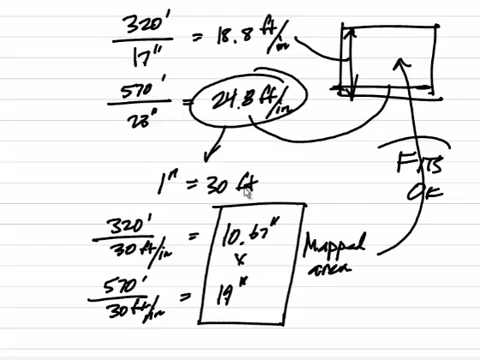 320' / 17" = 18.8 ft/in
570' / 23" = 24.8 ft/in
1" = 30 ft
320' / 30 ft/in = 10.67"
x
570' / 30 ft/in = 19"
Mapped
area
Fits
OK